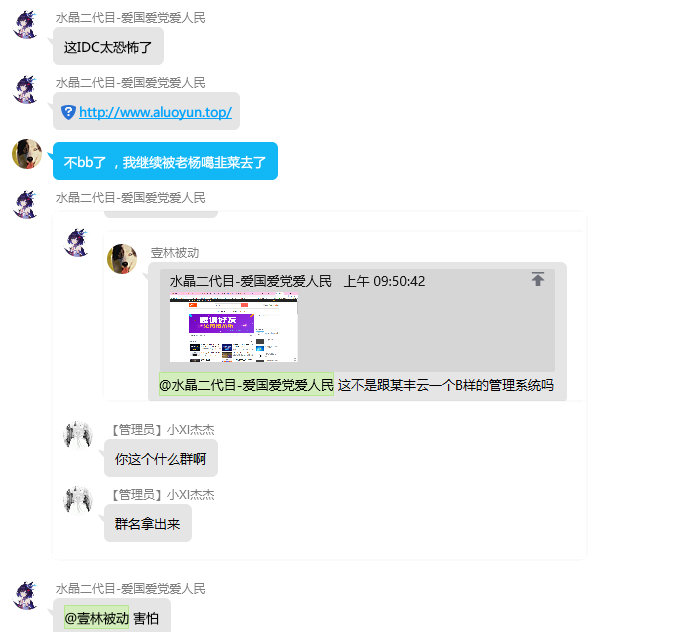 水晶二代目-爱国爱党爱人民
这IDC太恐怖了
水晶二代目-爱国爱党爱人民
http://www.aluoyun.top/
不bb了 ，我继续被老杨噶韭菜去了
水晶二代目-爱国爱党爱人民
壹林被动
水晶二代目-爱国爱党爱人民 上午 09:50:42
邀请好友
@水晶二代目-爱国爱党爱人民 这不是跟某丰云一个B样的管理系统吗
【管理员】小XI杰杰
你这个什么群啊
【管理员】小XI杰杰
群名拿出来
水晶二代目-爱国爱党爱人民
@壹林被动 害怕